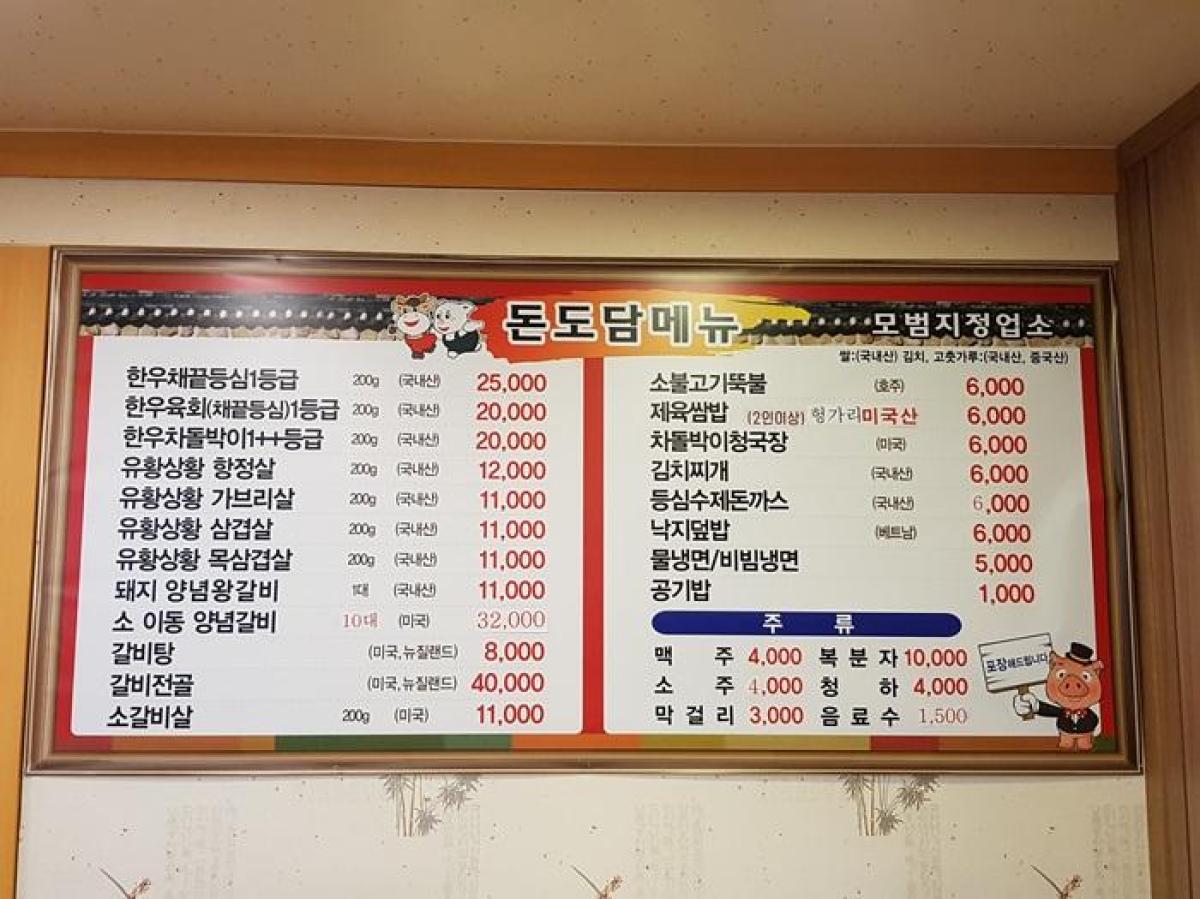 돈도담메뉴
모범지정업소
쌀:(국내산) 김치, 고춧가루:(국내산, 중국산)
한우채끝등심1등급 200g (국내산) 25,000
한우육회(채끝등심)1등급 200g (국내산) 20,000
한우차돌박이1++등급 200g (국내산) 20,000
유황상황 항정살 200g (국내산) 12,000
유황상황 가브리살 200g (국내산) 11,000
유황상황 삼겹살 200g (국내산) 11,000
유황상황 목삼겹살 200g (국내산) 11,000
돼지 양념왕갈비 1대 (국내산) 11,000
소 이동 양념갈비 10대 (미국) 32,000
갈비탕 (미국,뉴질랜드) 8,000
갈비전골 (미국,뉴질랜드) 40,000
소갈비살 200g (미국) 11,000
소불고기뚝불 (호주) 6,000
제육쌈밥 (2인이상) 헝가리미국산 6,000
차돌박이청국장 (미국) 6,000
김치찌개 (국내산) 6,000
등심수제돈까스 (국내산) 6,000
낙지덮밥 (베트남) 6,000
물냉면/비빔냉면 5,000
공기밥 1,000
주 류
맥 주 4,000 복분자 10,000
소 주 4,000 청 하 4,000
막걸리 3,000 음료수 1,500
포장해드립니다